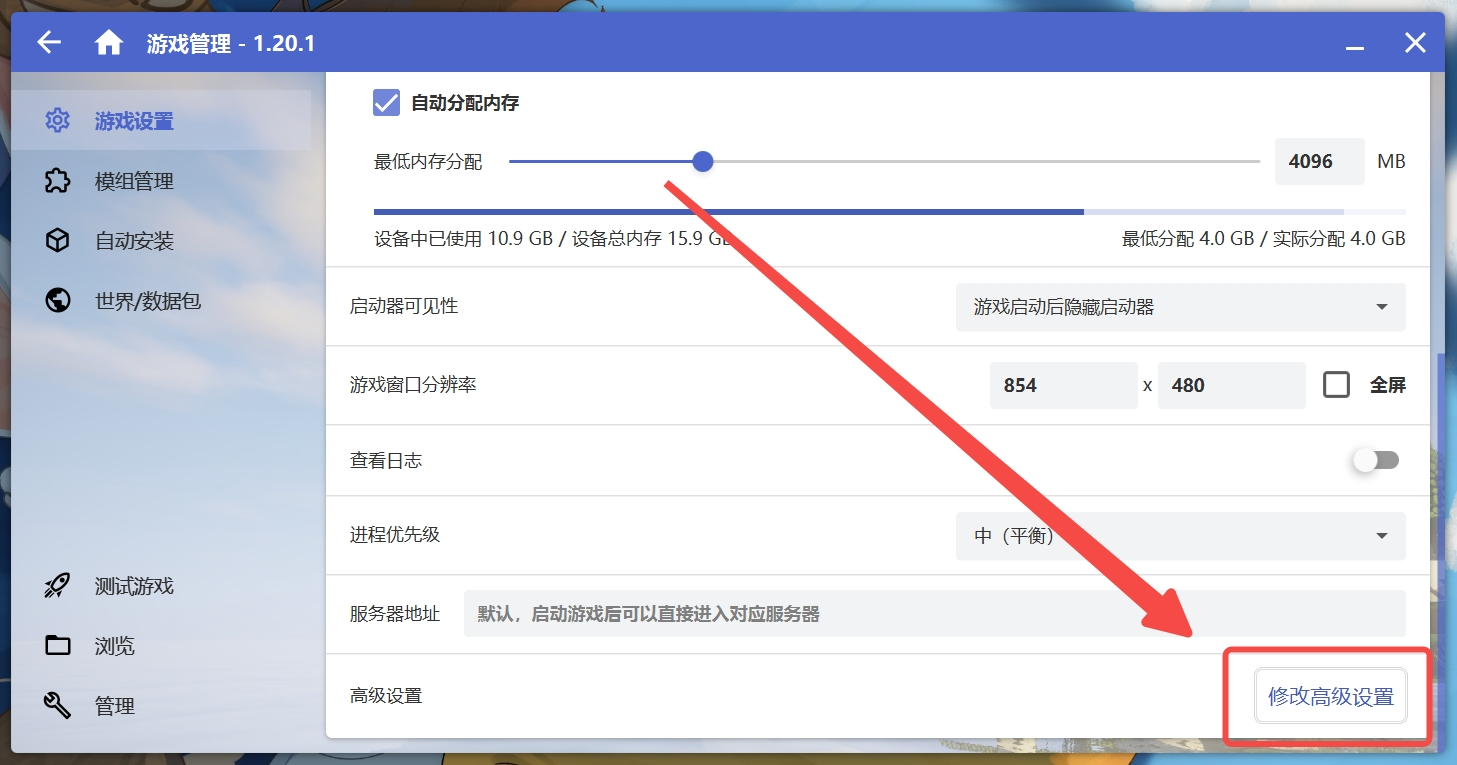 游戏管理 - 1.20.1
游戏设置
模组管理
自动安装
世界/数据包
测试游戏
浏览
管理
自动分配内存
最低内存分配
4096 MB
设备中已使用 10.9 GB / 设备总内存 15.9 GB
最低分配 4.0 GB / 实际分配 4.0 GB
启动器可见性
游戏启动后隐藏启动器
游戏窗口分辨率
854 x 480
全屏
查看日志
进程优先级
中（平衡）
服务器地址
默认，启动游戏后可以直接进入对应服务器
高级设置
修改高级设置